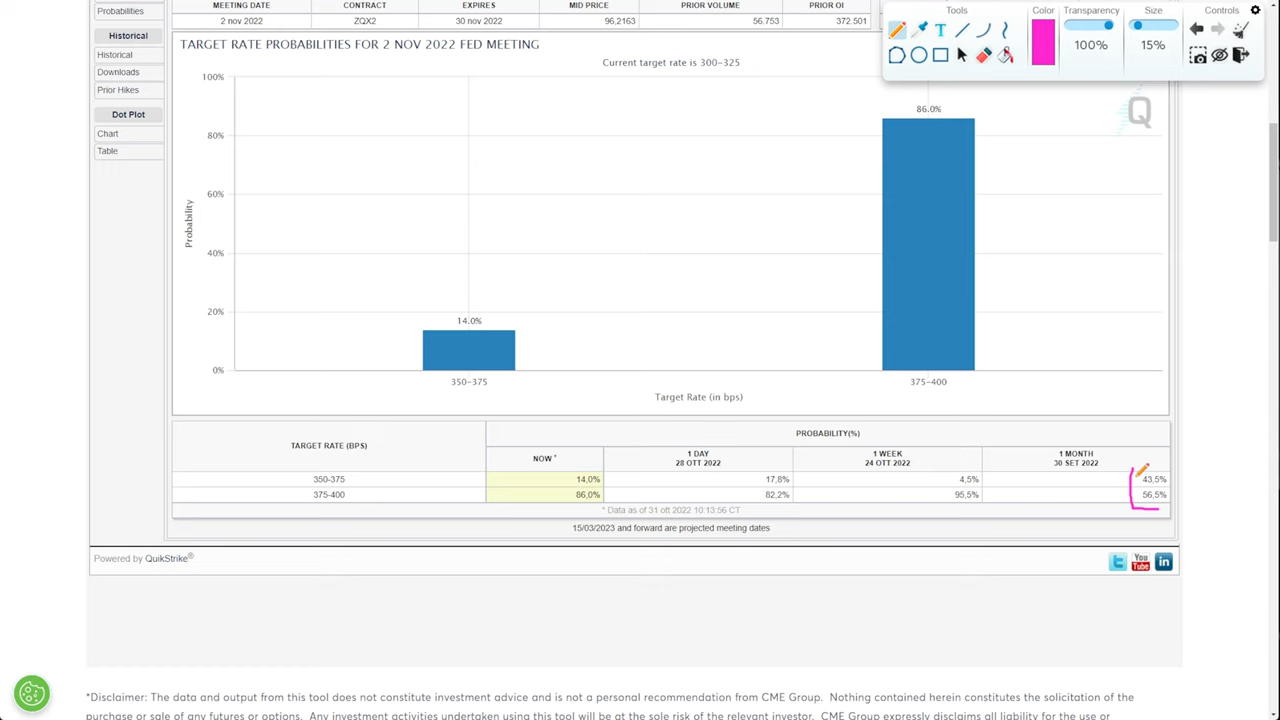 MEETING DATE CONTRACT EXPIRES MID PRICE PRIOR VOLUME PRIOR OI
2 nov 2022 ZQX2 30 nov 2022 96,2163 56.753 372.501
Probabilities
Historical
Historical
Downloads
Prior Hikes
Dot Plot
Chart
Table
Tools Color Transparency Size Controls
T 100% 15%
TARGET RATE PROBABILITIES FOR 2 NOV 2022 FED MEETING
Current target rate is 300-325
Q
Probability
100%
80%
60%
40%
20%
0%
14.0%
86.0%
350-375 375-400
Target Rate (in bps)
TARGET RATE (BPS) PROBABILITY(%)
NOW * 1 DAY 28 OTT 2022 1 WEEK 24 OTT 2022 1 MONTH 30 SET 2022
350-375 14,0% 17,8% 4,5% 43,5%
375-400 86,0% 82,2% 95,5% 56,5%
* Data as of 31 ott 2022 10:13:56 CT
15/03/2023 and forward are projected meeting dates
Powered by QuikStrike®
You Tube in
*Disclaimer: The data and output from this tool does not constitute investment advice and is not a personal recommendation from CME Group. Nothing contained herein constitutes the solicitation of the
purchase or sale of any futures or options. Any investment activities undertaken using this tool will be at the sole risk of the relevant investor. CME Group expressly disclaims all liability for the use or